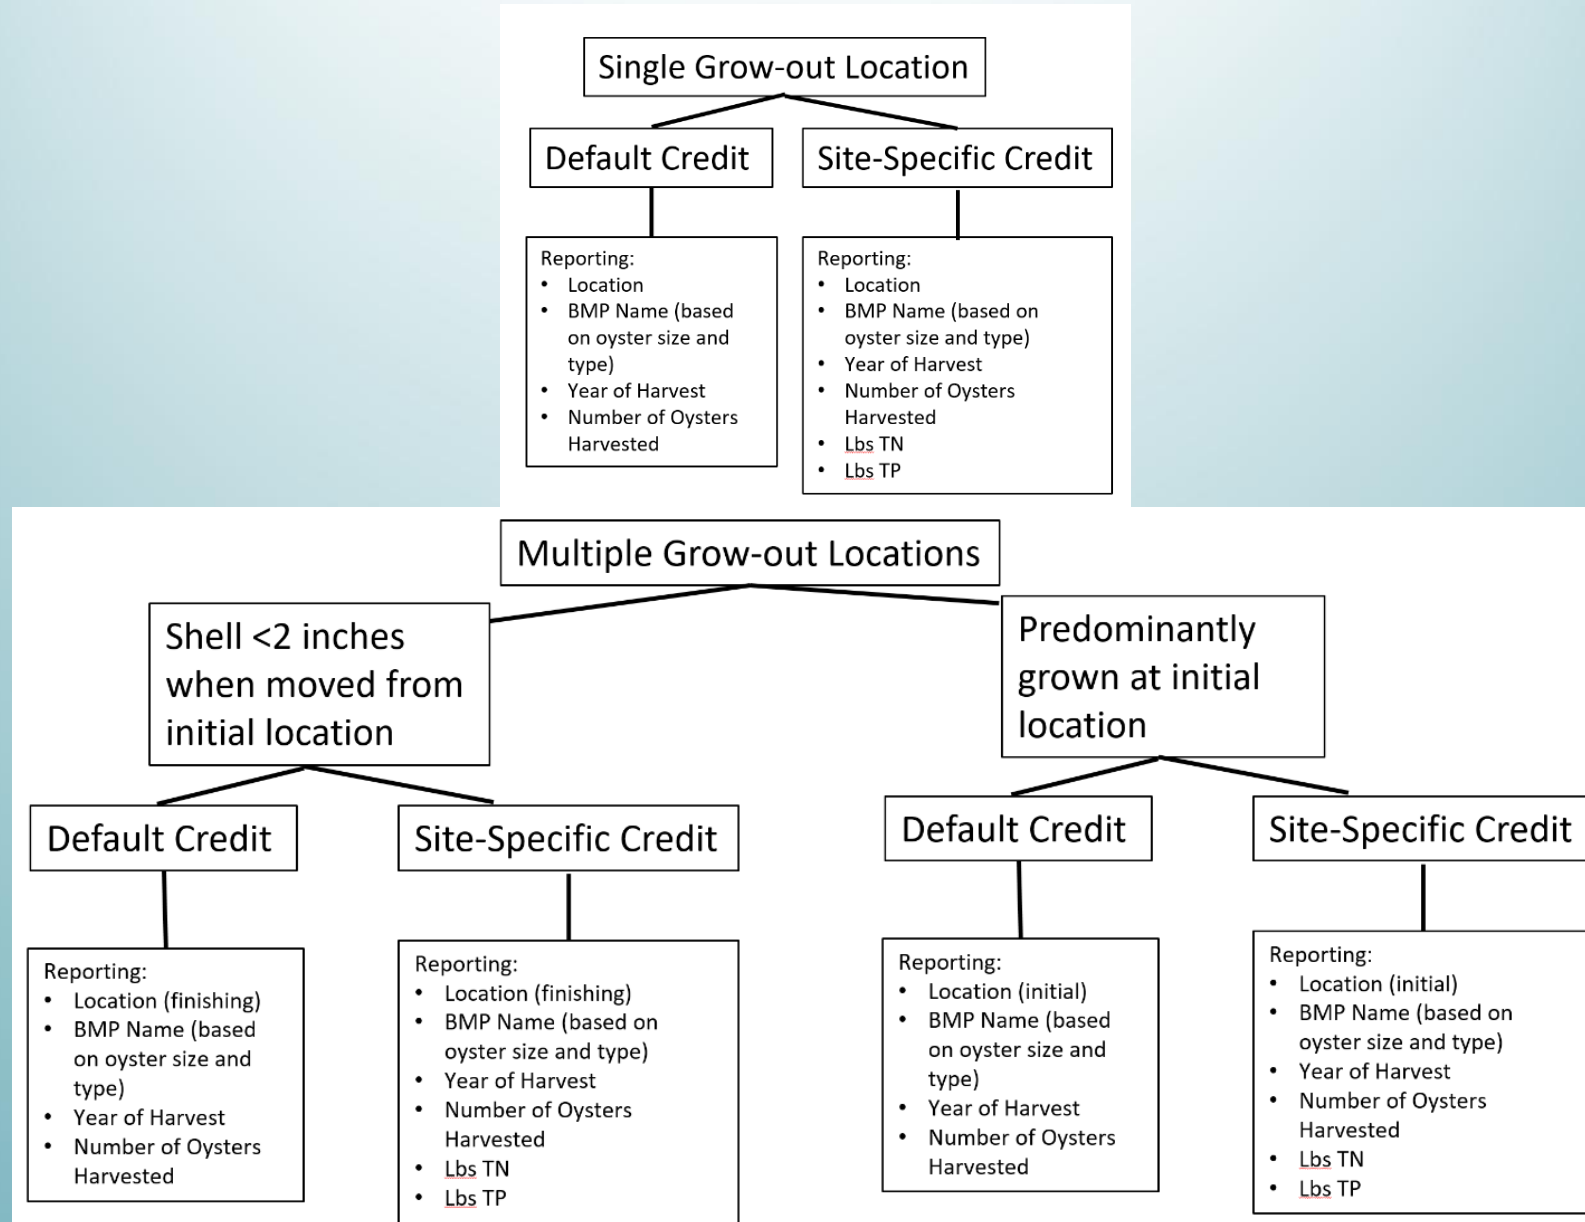 Single Grow-out Location
Default Credit
Site-Specific Credit
Reporting:
• Location
• BMP Name (based
on oyster size and
type)
• Year of Harvest
• Number of Oysters
Harvested
Reporting:
• Location
• BMP Name (based on
oyster size and type)
• Year of Harvest
• Number of Oysters
Harvested
• Lbs TN
• Lbs TP
Multiple Grow-out Locations
Shell <2 inches
when moved from
initial location
Predominantly
grown at initial
location
Default Credit
Site-Specific Credit
Default Credit
Site-Specific Credit
Reporting:
• Location (finishing)
• BMP Name (based
on oyster size and
type)
• Year of Harvest
• Number of Oysters
Harvested
Reporting:
• Location (finishing)
• BMP Name (based on
oyster size and type)
• Year of Harvest
• Number of Oysters
Harvested
• Lbs TN
• Lbs TP
Reporting:
• Location (initial)
• BMP Name (based
on oyster size and
type)
• Year of Harvest
• Number of Oysters
Harvested
Reporting:
• Location (initial)
• BMP Name (based on
oyster size and type)
• Year of Harvest
• Number of Oysters
Harvested
• Lbs TN
• Lbs TP